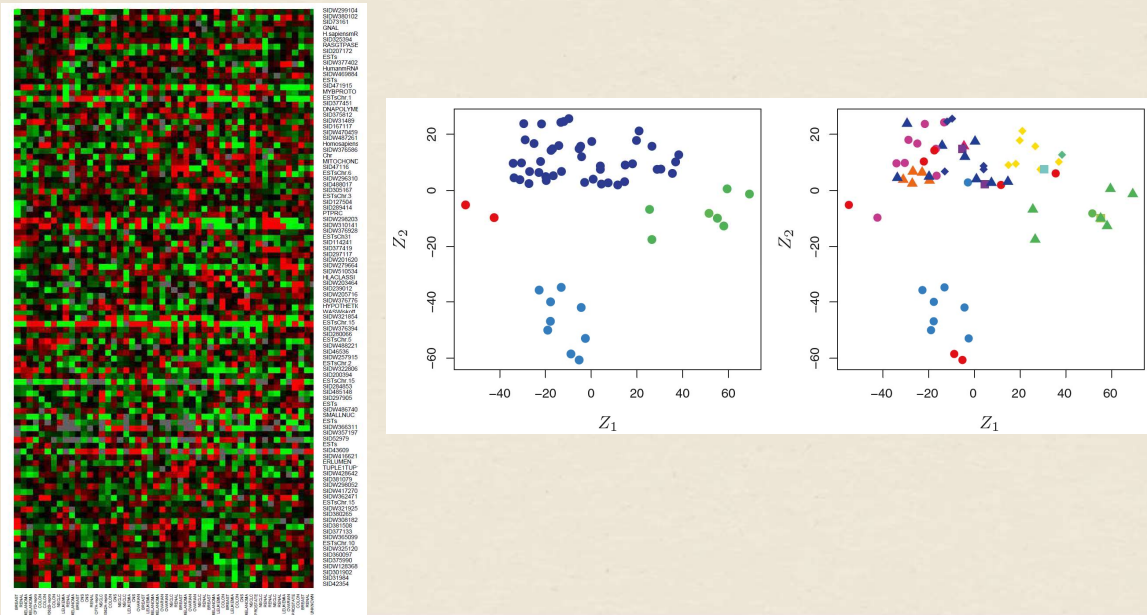 SIDW299104
SIDW380102
SID73161
GNAL
H.sapiensmR
SID325394
RASGTPASE
SID207172
ESTs
SIDW377402
HumanmRNA
SIDW469884
ESTs
SID471915
MYBPROTO
ESTsChr.1
SID377451
DNAPOLYME
SID375812
SIDW31489
SID167117
SIDW470459
SIDW487261
Homosapiens
SIDW376586
Chr
MITOCHOND
SID47116
ESTsChr.6
SIDW296310
SID488017
SID305167
ESTsChr.3
SID127504
SID289414
PTPRC
SIDW298203
SIDW310141
SIDW376928
ESTsCh31
SID114241
SID377419
SID297117
SIDW201620
SIDW279664
SIDW510534
HLACLASSI
SIDW203464
SID239012
SIDW205716
SIDW376776
HYPOTHETIC
WASWiskott
SIDW321854
ESTsChr.15
SIDW376394
SID280066
ESTsChr.5
SIDW488221
SID46536
SIDW257915
ESTsChr.2
SIDW322806
SID200394
ESTsChr.15
SID284853
SID485148
SID297905
ESTs
SIDW486740
SMALLNUC
ESTs
SIDW366311
SIDW357197
SID52979
ESTs
SID43609
SIDW416621
ERLUMEN
TUPLE1TUP
SIDW428642
SID381079
SIDW298052
SIDW417270
SIDW362471
ESTsChr.15
SIDW321925
SID380265
SIDW308182
SID381508
SID377133
SIDW365099
ESTsChr.10
SIDW325120
SID360097
SID375990
SIDW128368
SID301902
SID31984
SID42354
Z2
20
0
−20
−40
−60
−40 −20 0 20 40 60
Z1
Z2
20
0
−20
−40
−60
−40 −20 0 20 40 60
Z1